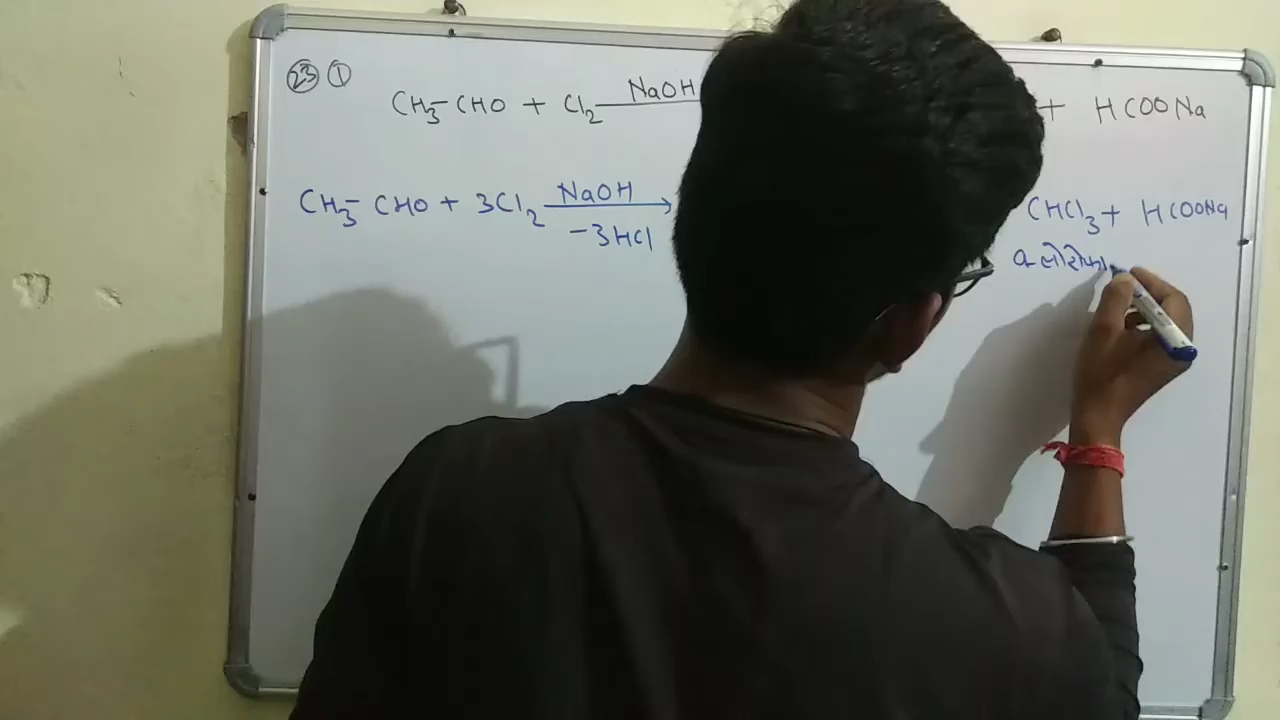 ㉓ ①
CH₃-CHO + Cl₂ NaOH + HCOONa
CH₃-CHO + 3Cl₂ NaOH → CHCl₃ + HCOONa
-3HCl
क्लोरोफा